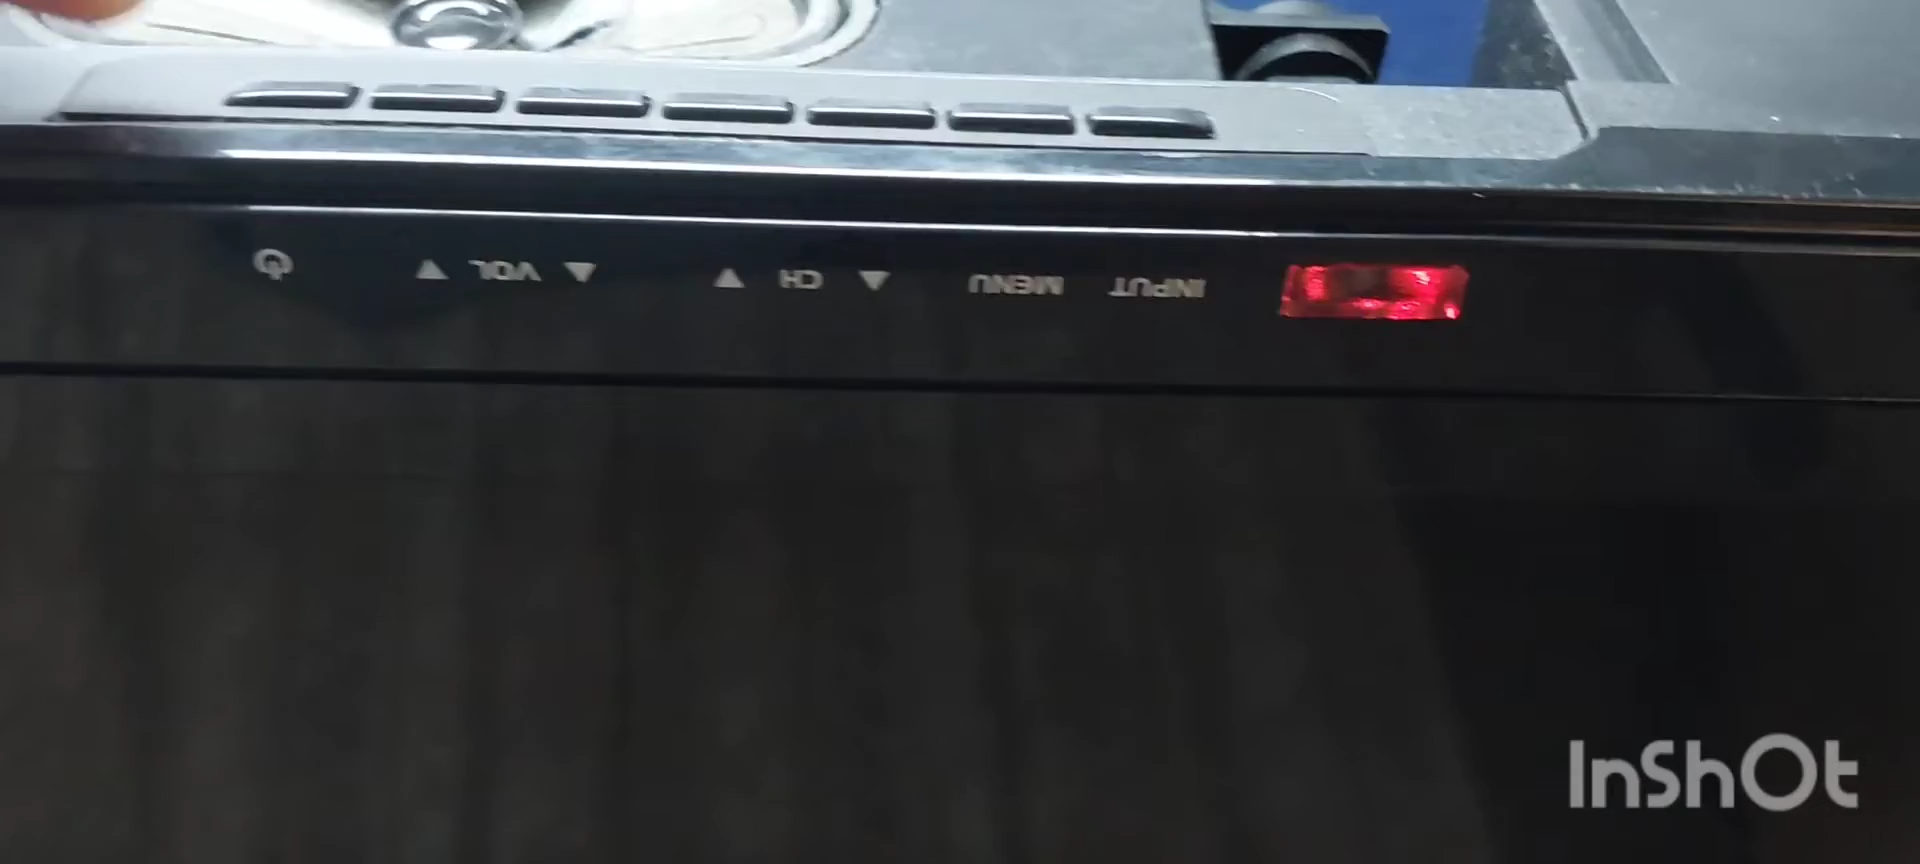 INPUT MENU ▲ CH ▼ ▲ VOL ▼
InShOt